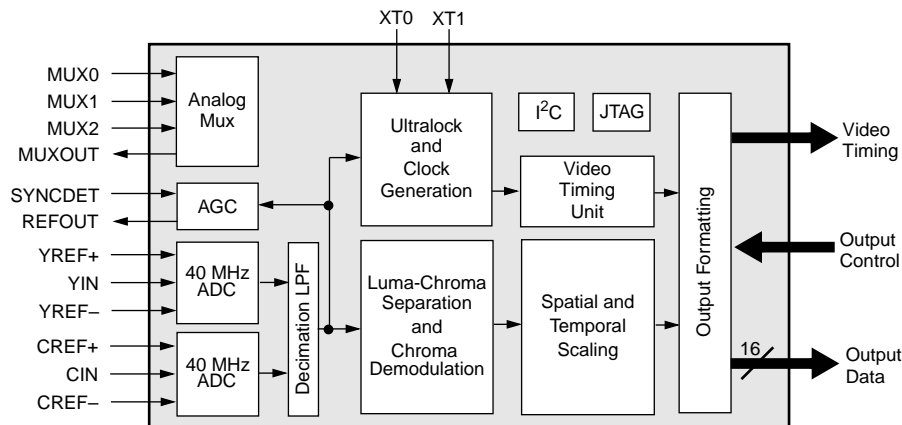 XT0 XT1
MUX0
MUX1
MUX2
MUXOUT
Analog
Mux
SYNCDET
REFOUT
AGC
YREF+
YIN
YREF–
40 MHz
ADC
CREF+
CIN
CREF–
40 MHz
ADC
Decimation LPF
Ultralock
and
Clock
Generation
I²C
JTAG
Video
Timing
Unit
Luma-Chroma
Separation
and
Chroma
Demodulation
Spatial and
Temporal
Scaling
Output Formatting
Video
Timing
Output
Control
16
Output
Data